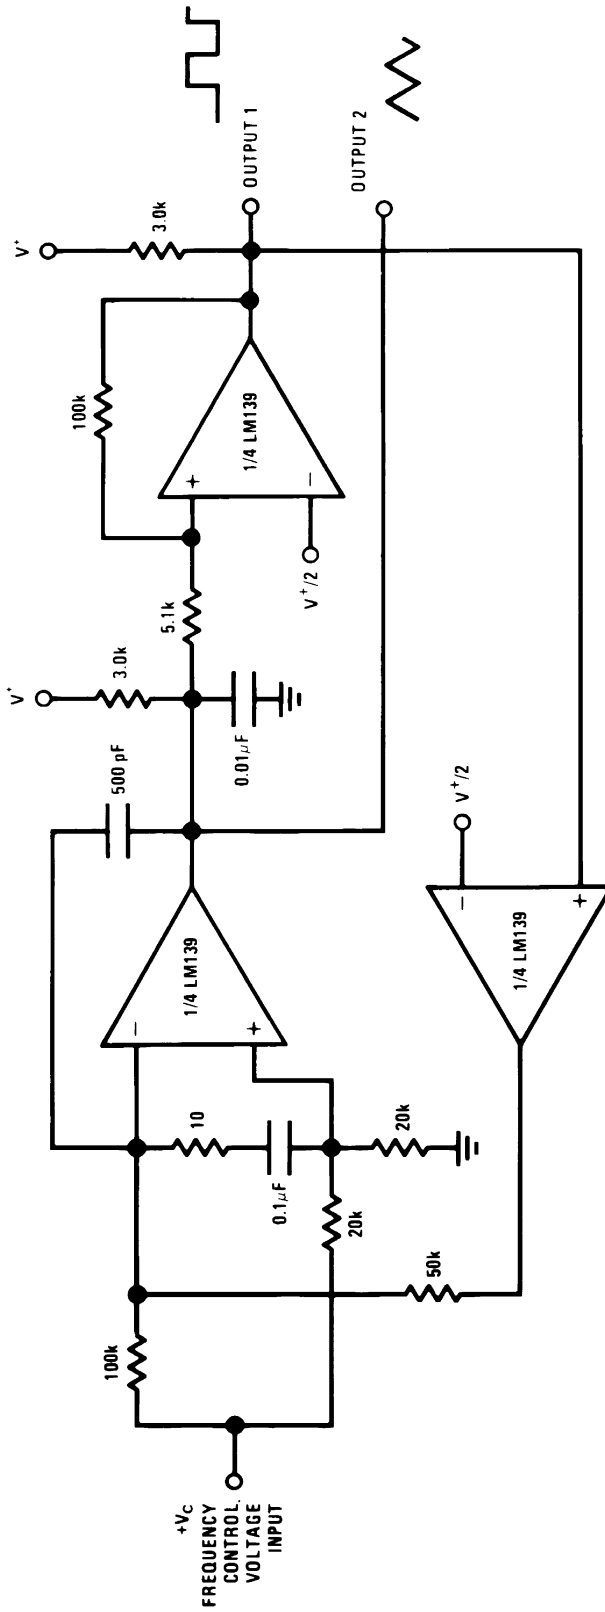 V⁺
3.0k
100k
OUTPUT 1
+
1/4 LM139
−
V⁺/2
5.1k
V⁺
3.0k
0.01μF
500 pF
OUTPUT 2
−
1/4 LM139
+
10
0.1μF
20k
20k
100k
50k
V⁺/2
−
1/4 LM139
+
+VC
FREQUENCY
CONTROL.
VOLTAGE
INPUT